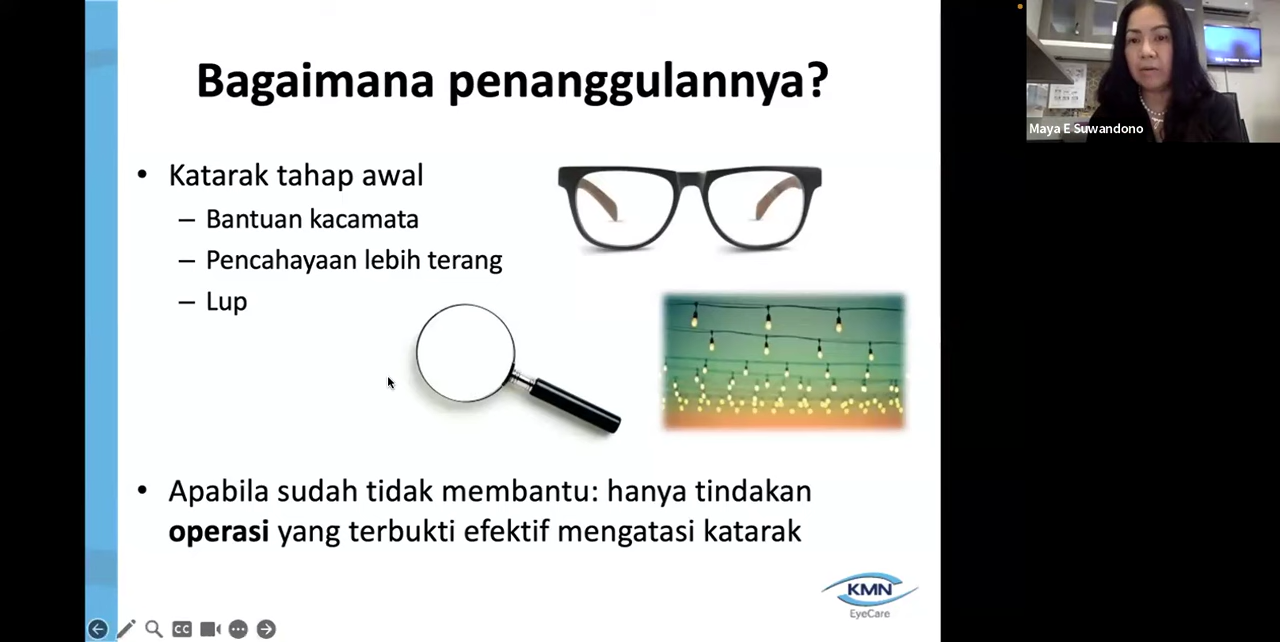 Bagaimana penanggulannya?
• Katarak tahap awal
– Bantuan kacamata
– Pencahayaan lebih terang
– Lup
• Apabila sudah tidak membantu: hanya tindakan
operasi yang terbukti efektif mengatasi katarak
KMN
EyeCare
CC
Maya E Suwandono